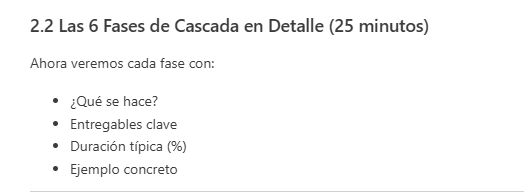 2.2 Las 6 Fases de Cascada en Detalle (25 minutos)
Ahora veremos cada fase con:
• ¿Qué se hace?
• Entregables clave
• Duración típica (%)
• Ejemplo concreto